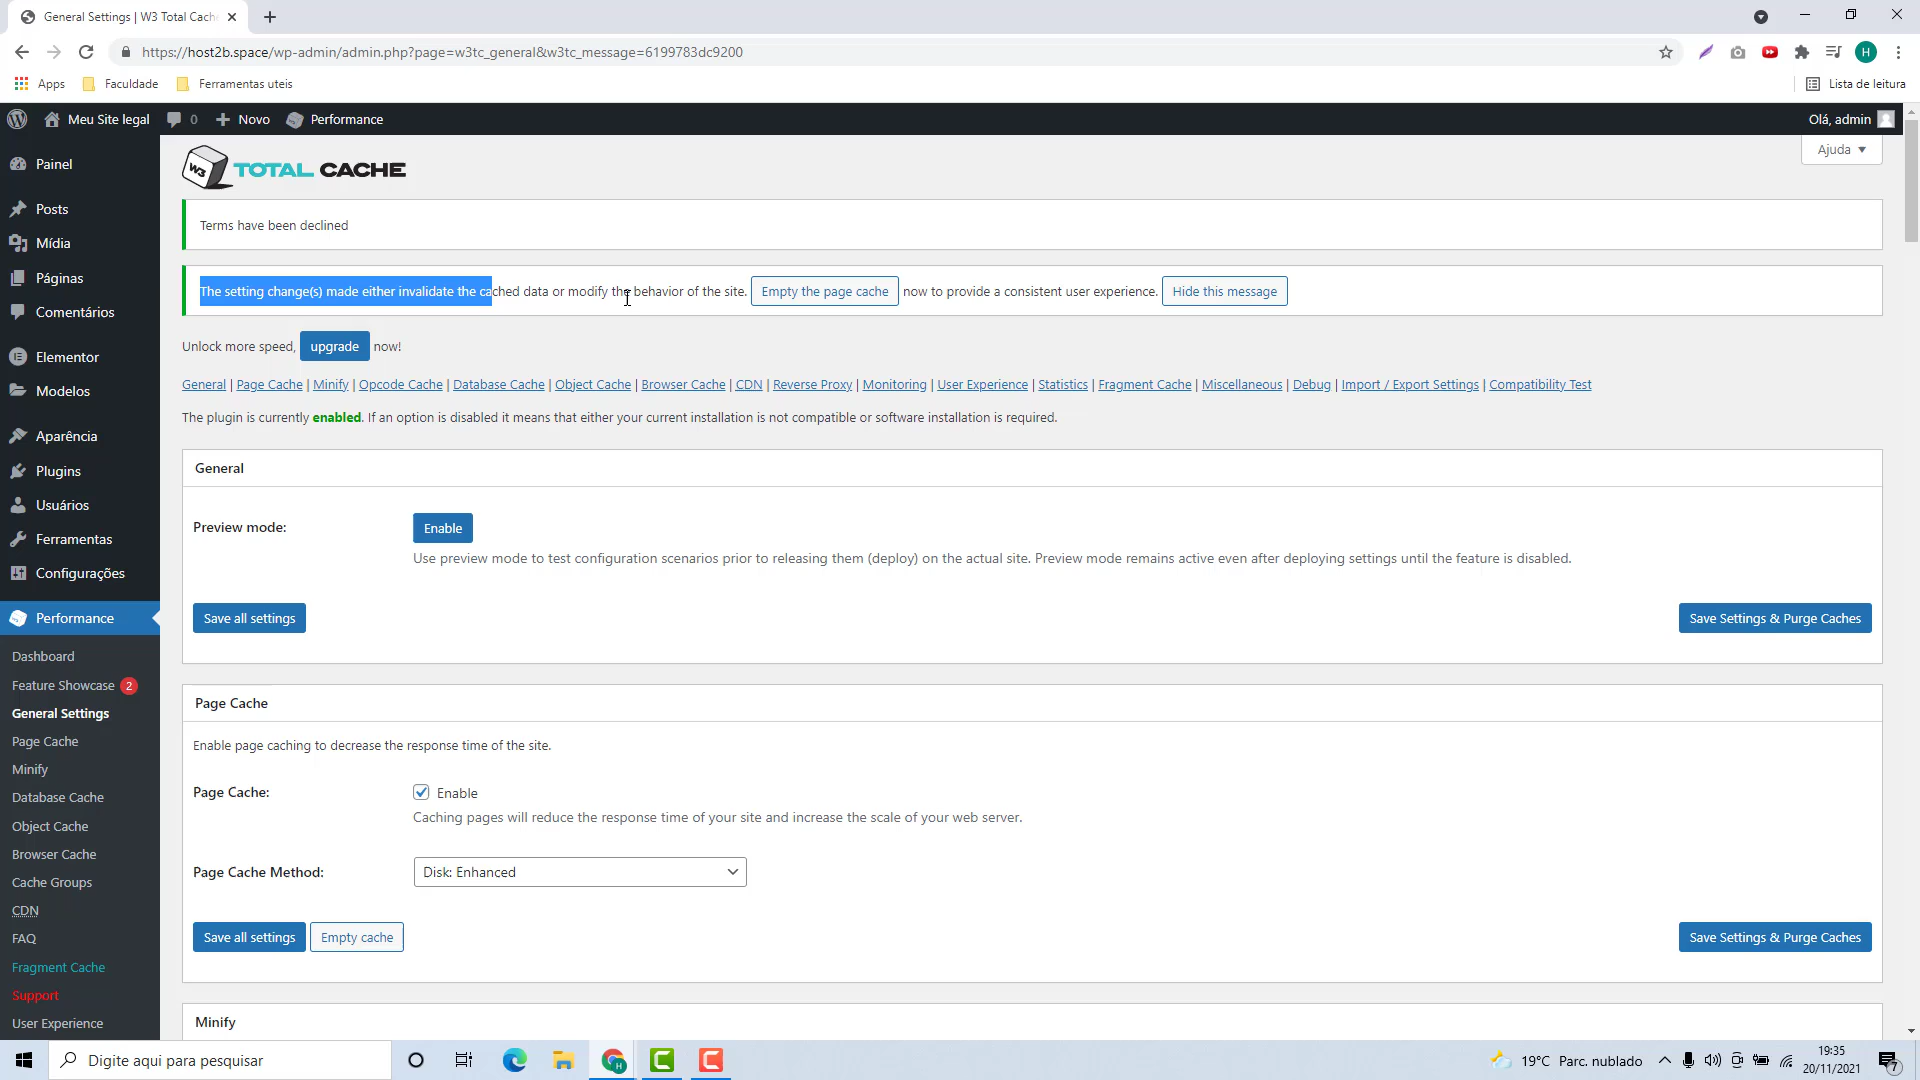 General Settings | W3 Total Cache
https://host2b.space/wp-admin/admin.php?page=w3tc_general&w3tc_message=6199783dc9200
H
Apps
Faculdade
Ferramentas uteis
Lista de leitura
Meu Site legal
0
Novo
Performance
Olá, admin
Ajuda
Painel
Posts
Mídia
Páginas
Comentários
Elementor
Modelos
Aparência
Plugins
Usuários
Ferramentas
Configurações
Performance
Dashboard
Feature Showcase 2
General Settings
Page Cache
Minify
Database Cache
Object Cache
Browser Cache
Cache Groups
CDN
FAQ
Fragment Cache
Support
User Experience
W3 TOTAL CACHE
Terms have been declined
The setting change(s) made either invalidate the cached data or modify the behavior of the site. Empty the page cache now to provide a consistent user experience. Hide this message
Unlock more speed, upgrade now!
General | Page Cache | Minify | Opcode Cache | Database Cache | Object Cache | Browser Cache | CDN | Reverse Proxy | Monitoring | User Experience | Statistics | Fragment Cache | Miscellaneous | Debug | Import / Export Settings | Compatibility Test
The plugin is currently enabled. If an option is disabled it means that either your current installation is not compatible or software installation is required.
General
Preview mode:
Enable
Use preview mode to test configuration scenarios prior to releasing them (deploy) on the actual site. Preview mode remains active even after deploying settings until the feature is disabled.
Save all settings
Save Settings & Purge Caches
Page Cache
Enable page caching to decrease the response time of the site.
Page Cache:
Enable
Caching pages will reduce the response time of your site and increase the scale of your web server.
Page Cache Method:
Disk: Enhanced
Save all settings
Empty cache
Save Settings & Purge Caches
Minify
Digite aqui para pesquisar
19°C Parc. nublado
19:35
20/11/2021
7